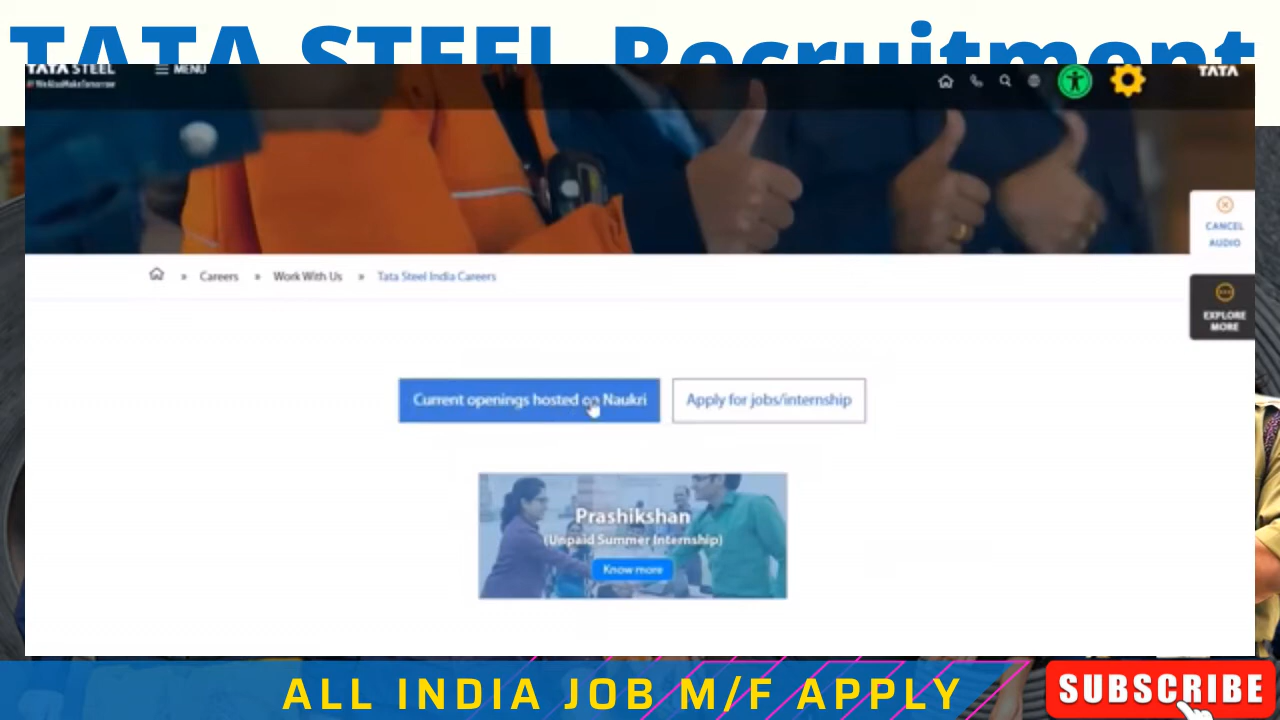 TATA STEEL Recruitment
TATA STEEL
MENU
TATA
# WeAlsoMakeTomorrow
CANCEL
AUDIO
» Careers » Work With Us » Tata Steel India Careers
EXPLORE
MORE
Current openings hosted on Naukri
Apply for jobs/internship
Prashikshan
(Unpaid Summer Internship)
Know more
ALL INDIA JOB M/F APPLY
SUBSCRIBE